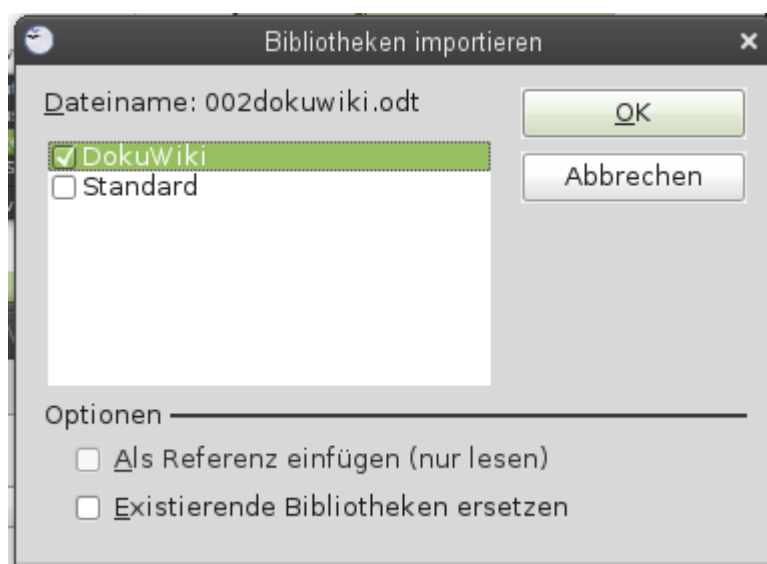 Bibliotheken importieren
Dateiname: 002dokuwiki.odt
OK
DokuWiki
Abbrechen
Standard
Optionen
Als Referenz einfügen (nur lesen)
Existierende Bibliotheken ersetzen